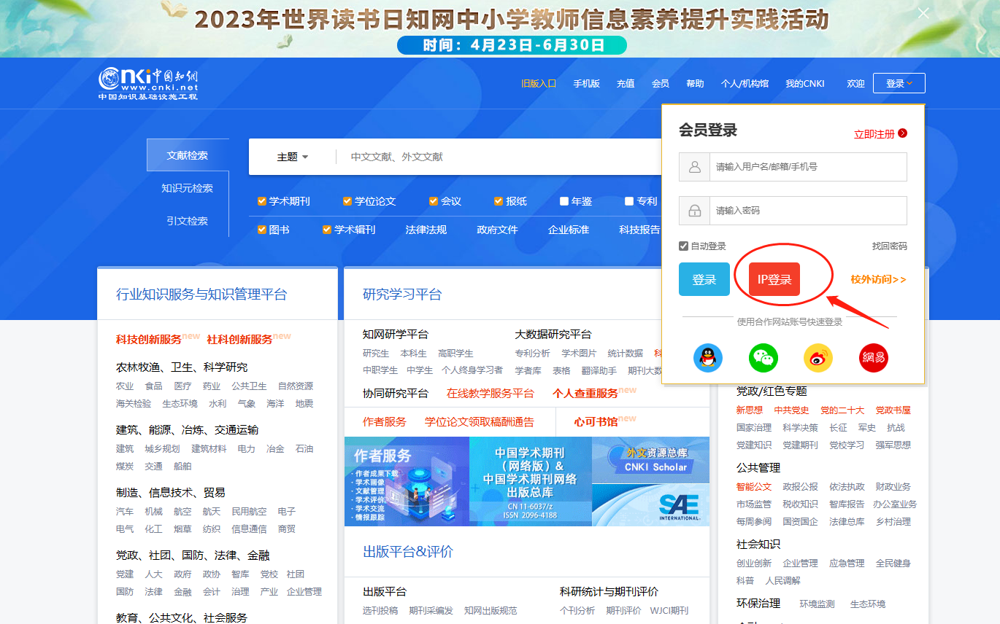 2023年世界读书日知网中小学教师信息素养提升实践活动
时间：4月23日-6月30日
Cnki中国知网
www.cnki.net
中国知识基础设施工程
旧版入口 手机版 充值 会员 帮助 个人/机构馆 我的CNKI 欢迎 登录
会员登录
立即注册
请输入用户名/邮箱/手机号
请输入密码
自动登录 找回密码
登录 IP登录 校外访问>>
使用合作网站账号快速登录
網易
文献检索
知识元检索
引文检索
主题 中文文献、外文文献
学术期刊 学位论文 会议 报纸 年鉴 专利
图书 学术辑刊 法律法规 政府文件 企业标准 科技报告
行业知识服务与知识管理平台
科技创新服务new 社科创新服务new
农林牧渔、卫生、科学研究
农业 食品 医疗 药业 公共卫生 自然资源
海关检验 生态环境 水利 气象 海洋 地震
建筑、能源、冶炼、交通运输
建筑 城乡规划 建筑材料 电力 冶金 石油
煤炭 交通 船舶
制造、信息技术、贸易
汽车 机械 航空 航天 民用航空 电子
电气 化工 烟草 纺织 信息通信 商贸
党政、社团、国防、法律、金融
党建 人大 政府 政协 智库 党校 社团
国防 法律 金融 会计 治理 产业 企业管理
教育、公共文化、社会服务
研究学习平台
知网研学平台
研究生 本科生 高职学生
中职学生 中学生 个人终身学习者
大数据研究平台
专利分析 学术图片 统计数据 科
学者库 表格 翻译助手 期刊大数
协同研究平台 在线教学服务平台 个人查重服务new
作者服务 学位论文领取稿酬通告 心可书馆new
作者服务
· 作者成果下载
· 学术画像
· 文献管理
· 学术评价
· 学术交流
· 情报跟踪
中国学术期刊
（网络版）&
中国学术期刊网络
出版总库
CN 11-6037/z
ISSN 2096-4188
外文资源总库
CNKI Scholar
SAE
INTERNATIONAL.
出版平台&评价
出版平台
选刊投稿 期刊采编发 知网出版规范
科研统计与期刊评价
个刊分析 期刊评价 WJCI期刊
党政/红色专题
新思想 中共党史 党的二十大 党政书屋
国家治理 科学决策 长征 军史 抗战
党建知识 党建期刊 党校学习 强军思想
公共管理
智能公文 政报公报 依法执政 财政业务
市场监管 税收知识 智库报告 办公室业务
每周参阅 国资国企 法律总库 乡村治理
社会知识
创业创新 企业管理 应急管理 全民健身
科普 人民调解
环保治理 环境监测 生态环境